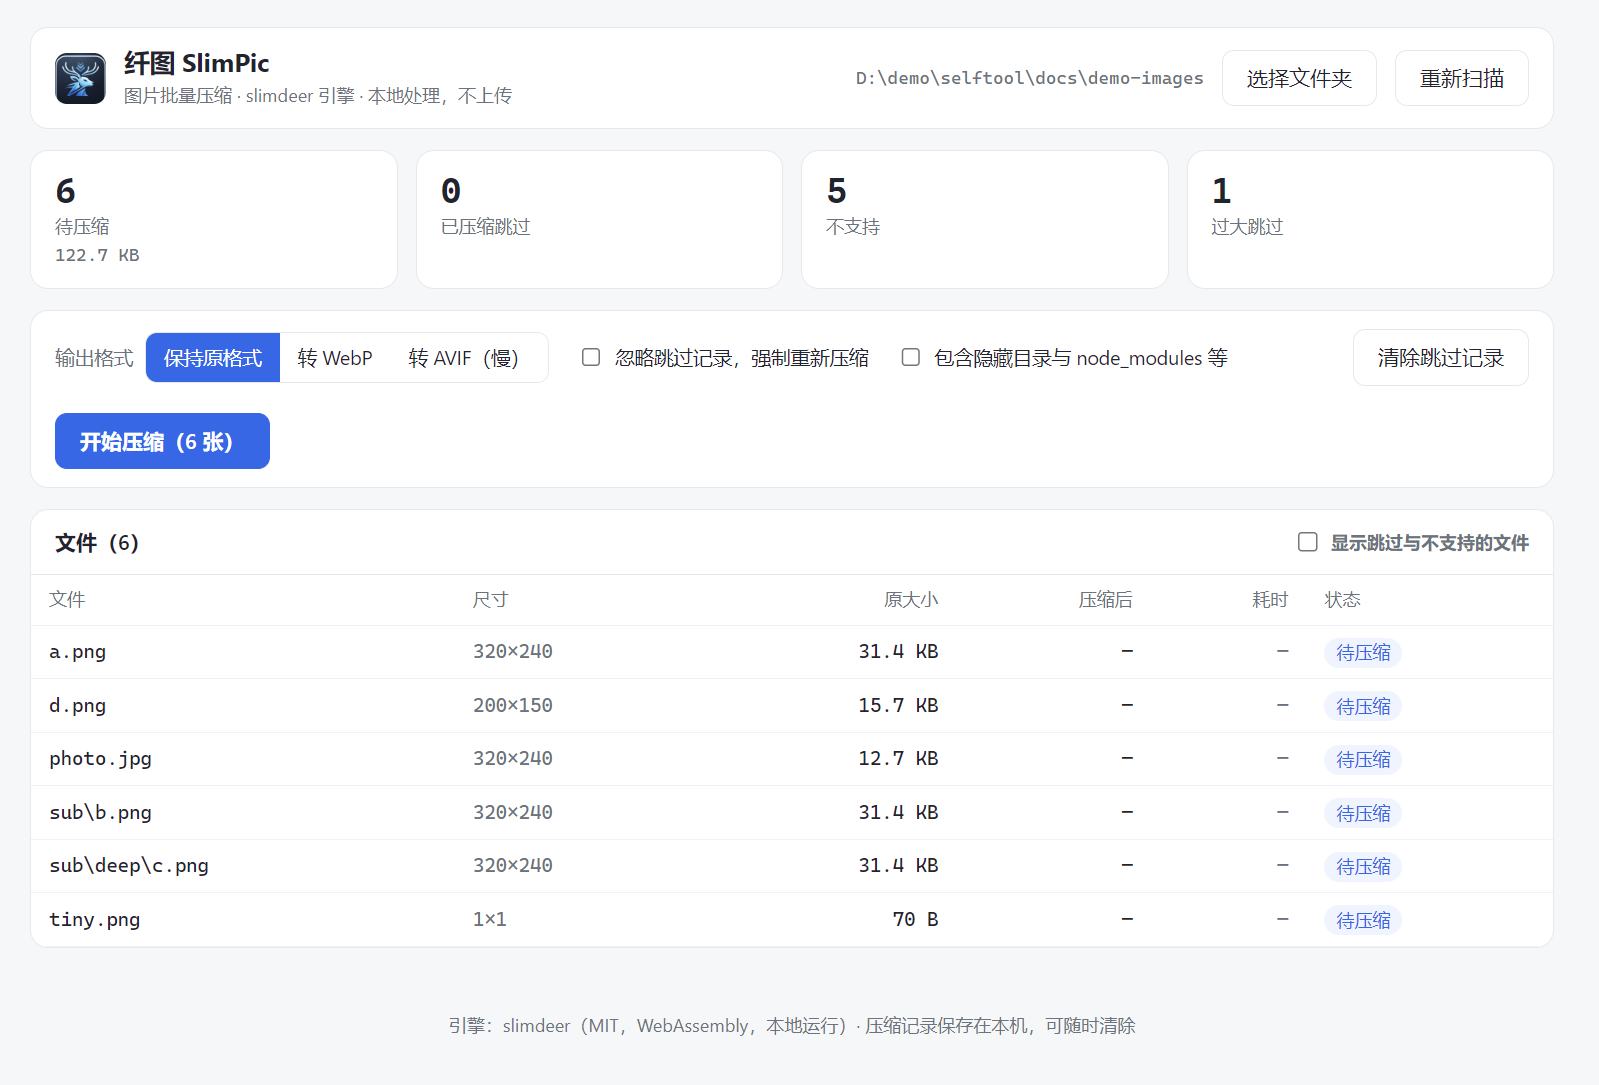 纤图 SlimPic
图片批量压缩 · slimdeer 引擎 · 本地处理，不上传
D:\demo\selftool\docs\demo-images
选择文件夹
重新扫描
6
待压缩
122.7 KB
0
已压缩跳过
5
不支持
1
过大跳过
输出格式 保持原格式 转 WebP 转 AVIF（慢） 忽略跳过记录，强制重新压缩 包含隐藏目录与 node_modules 等 清除跳过记录
开始压缩（6 张）
文件（6） 显示跳过与不支持的文件
文件 尺寸 原大小 压缩后 耗时 状态
a.png 320×240 31.4 KB — — 待压缩
d.png 200×150 15.7 KB — — 待压缩
photo.jpg 320×240 12.7 KB — — 待压缩
sub\b.png 320×240 31.4 KB — — 待压缩
sub\deep\c.png 320×240 31.4 KB — — 待压缩
tiny.png 1×1 70 B — — 待压缩
引擎：slimdeer（MIT，WebAssembly，本地运行）· 压缩记录保存在本机，可随时清除